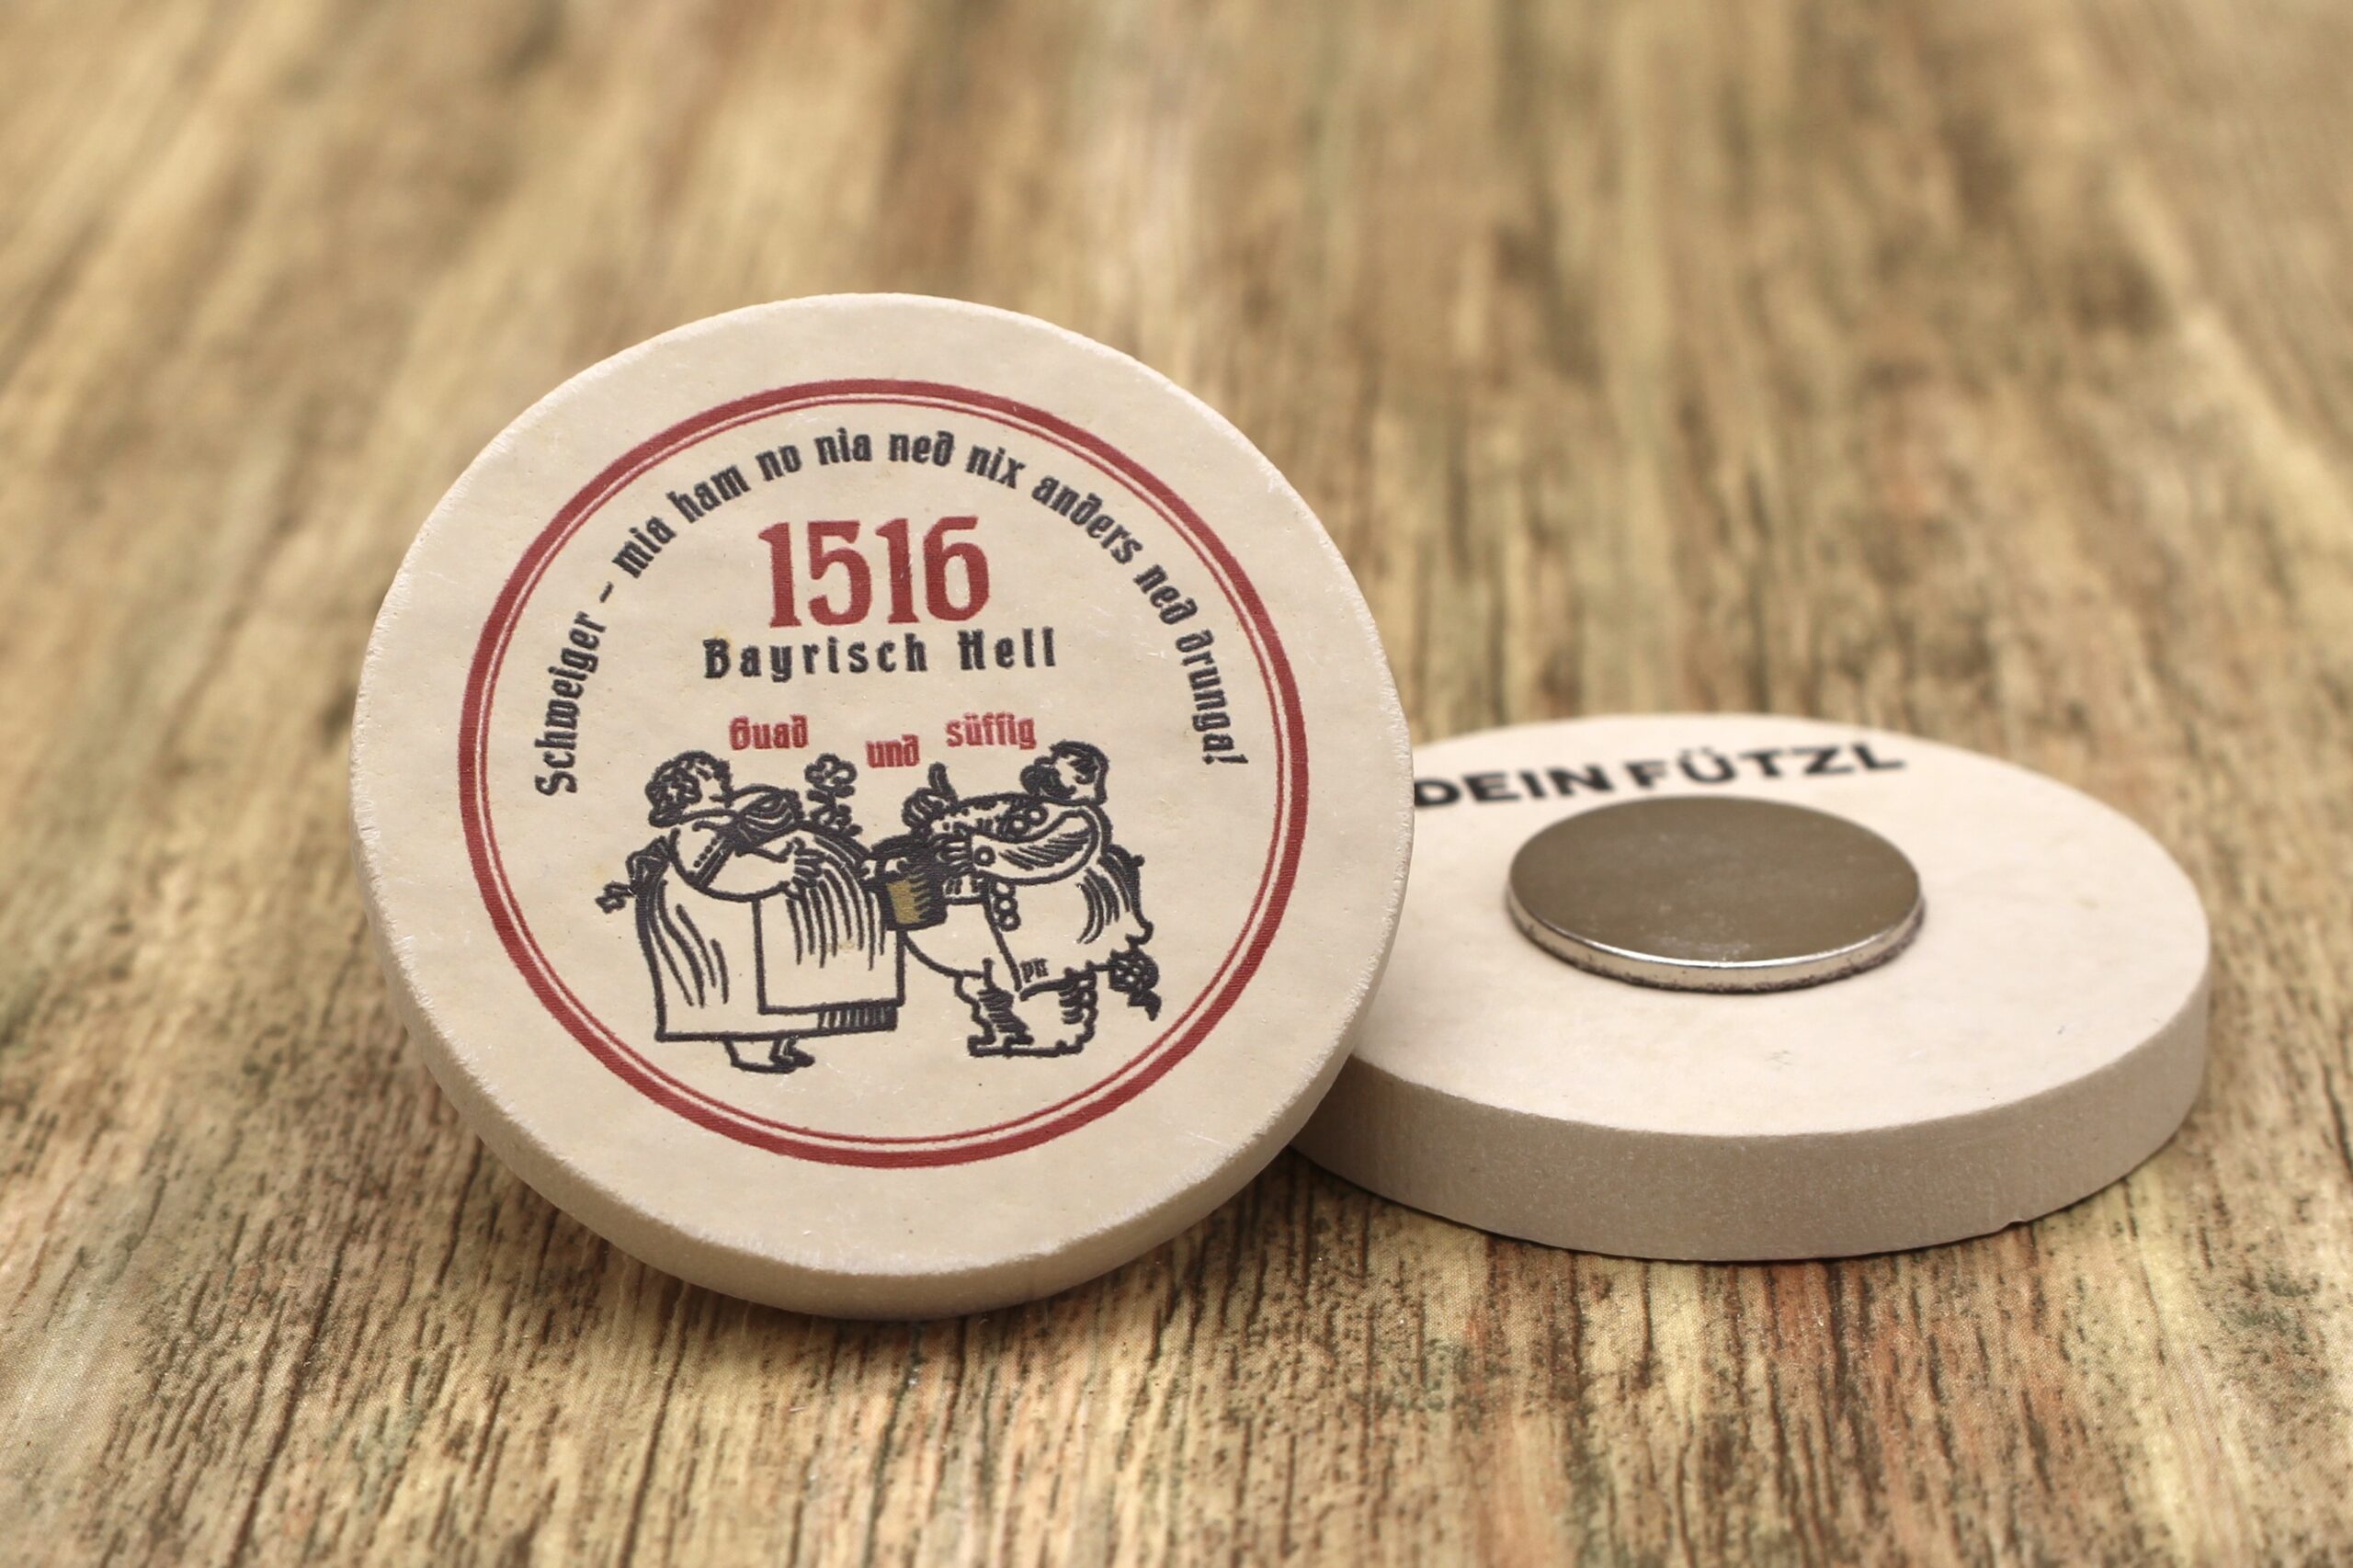 Schweiger – mia ham no nia ned nix anders ned drunga!
1516
Bayrisch Hell
Guad und süffig
DEIN FÜTZL